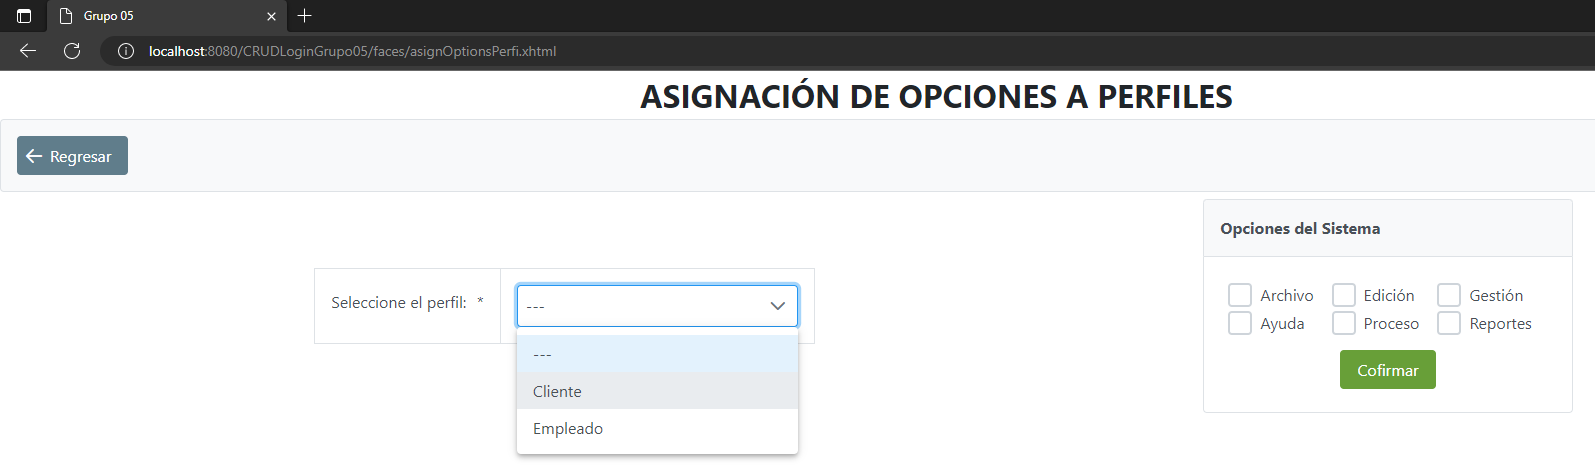 Grupo 05
localhost:8080/CRUDLoginGrupo05/faces/asignOptionsPerfi.xhtml
ASIGNACIÓN DE OPCIONES A PERFILES
Regresar
Seleccione el perfil: *
---
---
Cliente
Empleado
Opciones del Sistema
Archivo Edición Gestión
Ayuda Proceso Reportes
Cofirmar